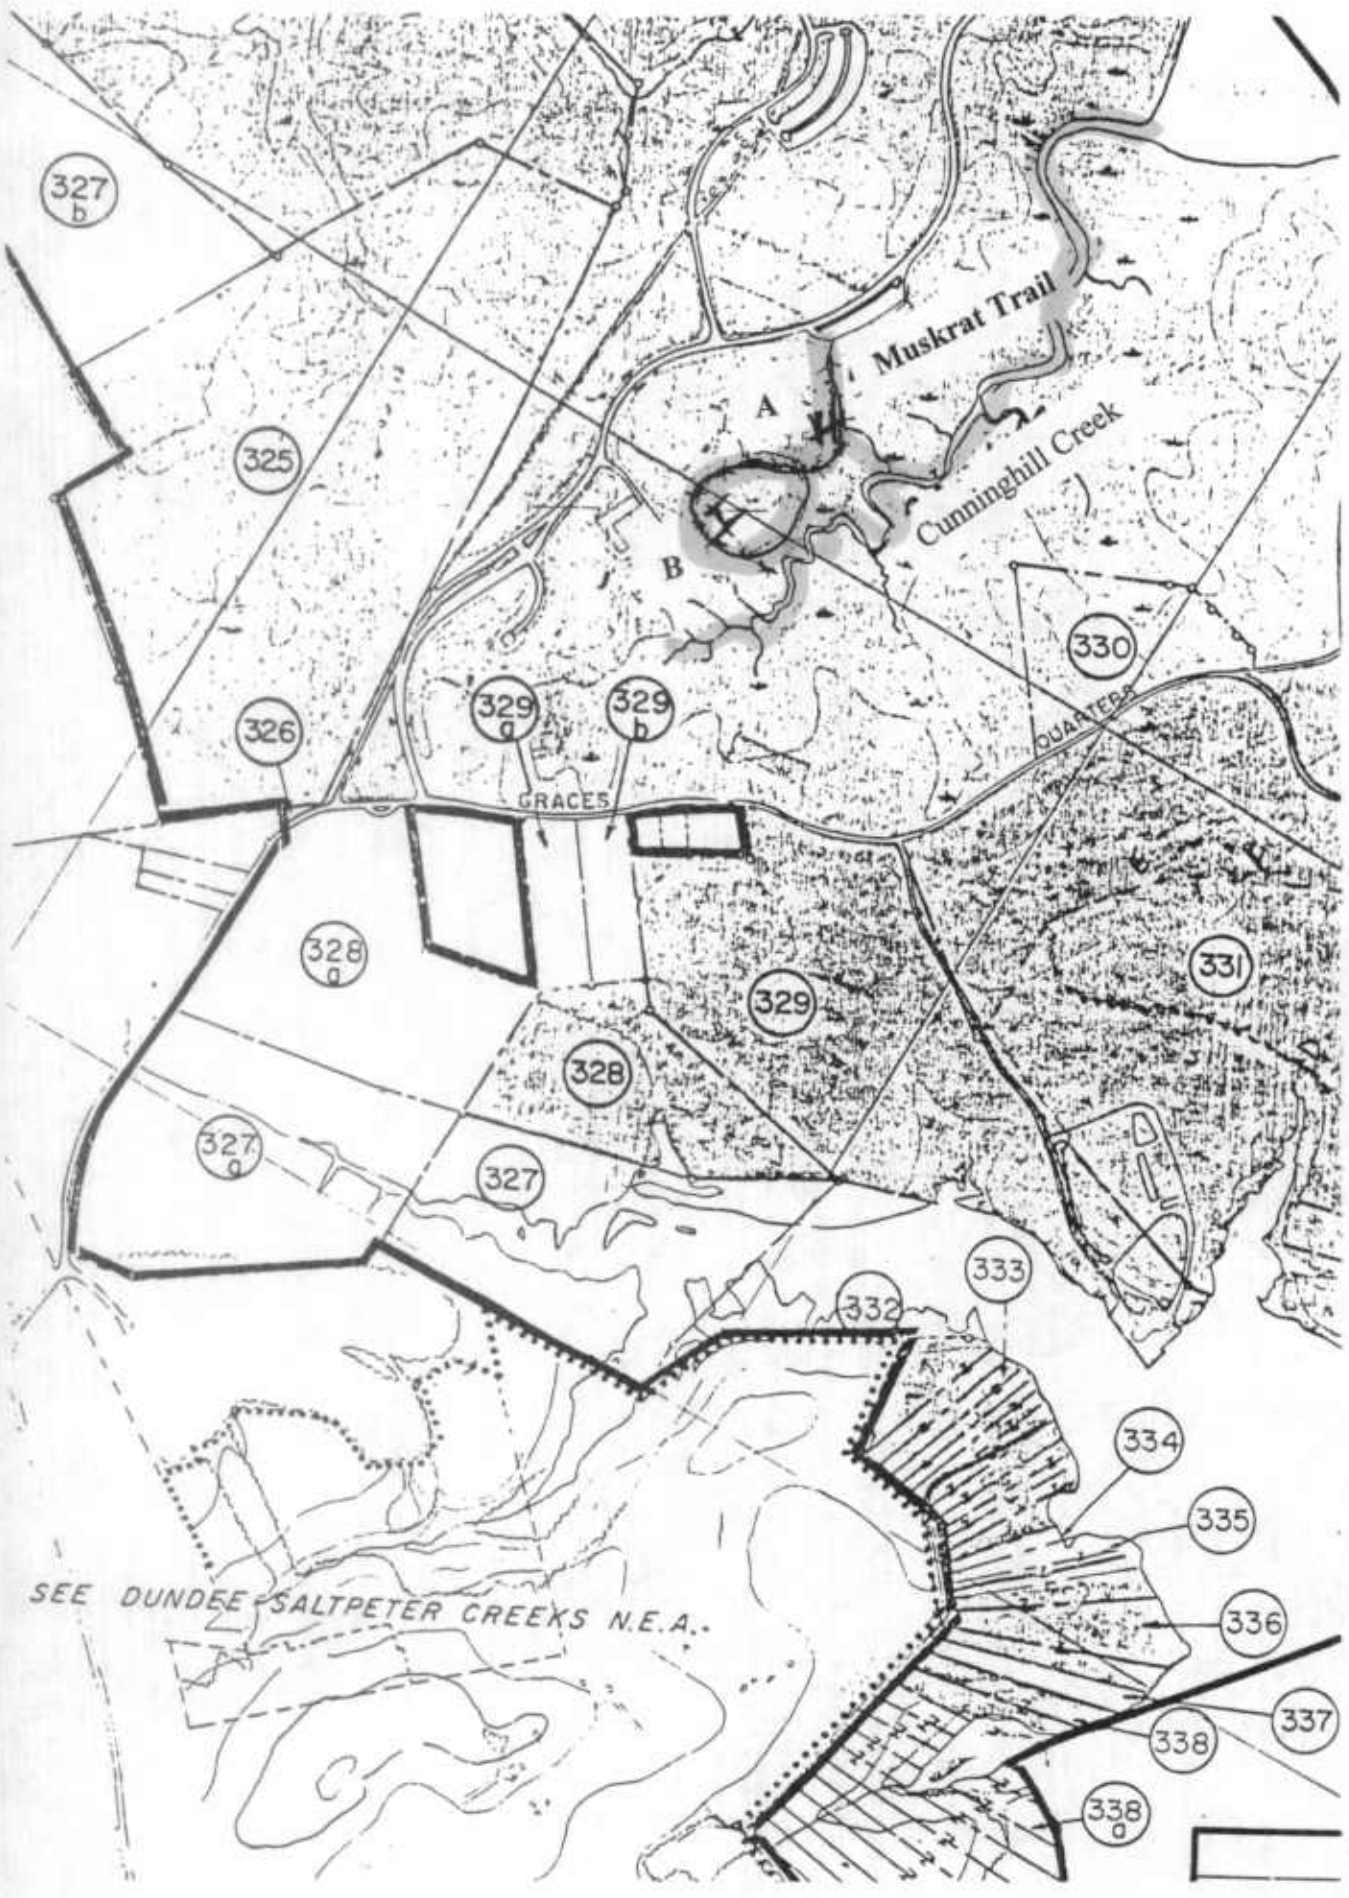 327
b
Muskrat Trail
A
325
Cunninghill Creek
B
330
329
a
329
b
QUARTERS
326
GRACES
E
F
328
a
331
329
328
D
327
a
327
333
332
334
335
SEE DUNDEE-SALTPETER CREEKS N.E.A.
336
337
338
338
a